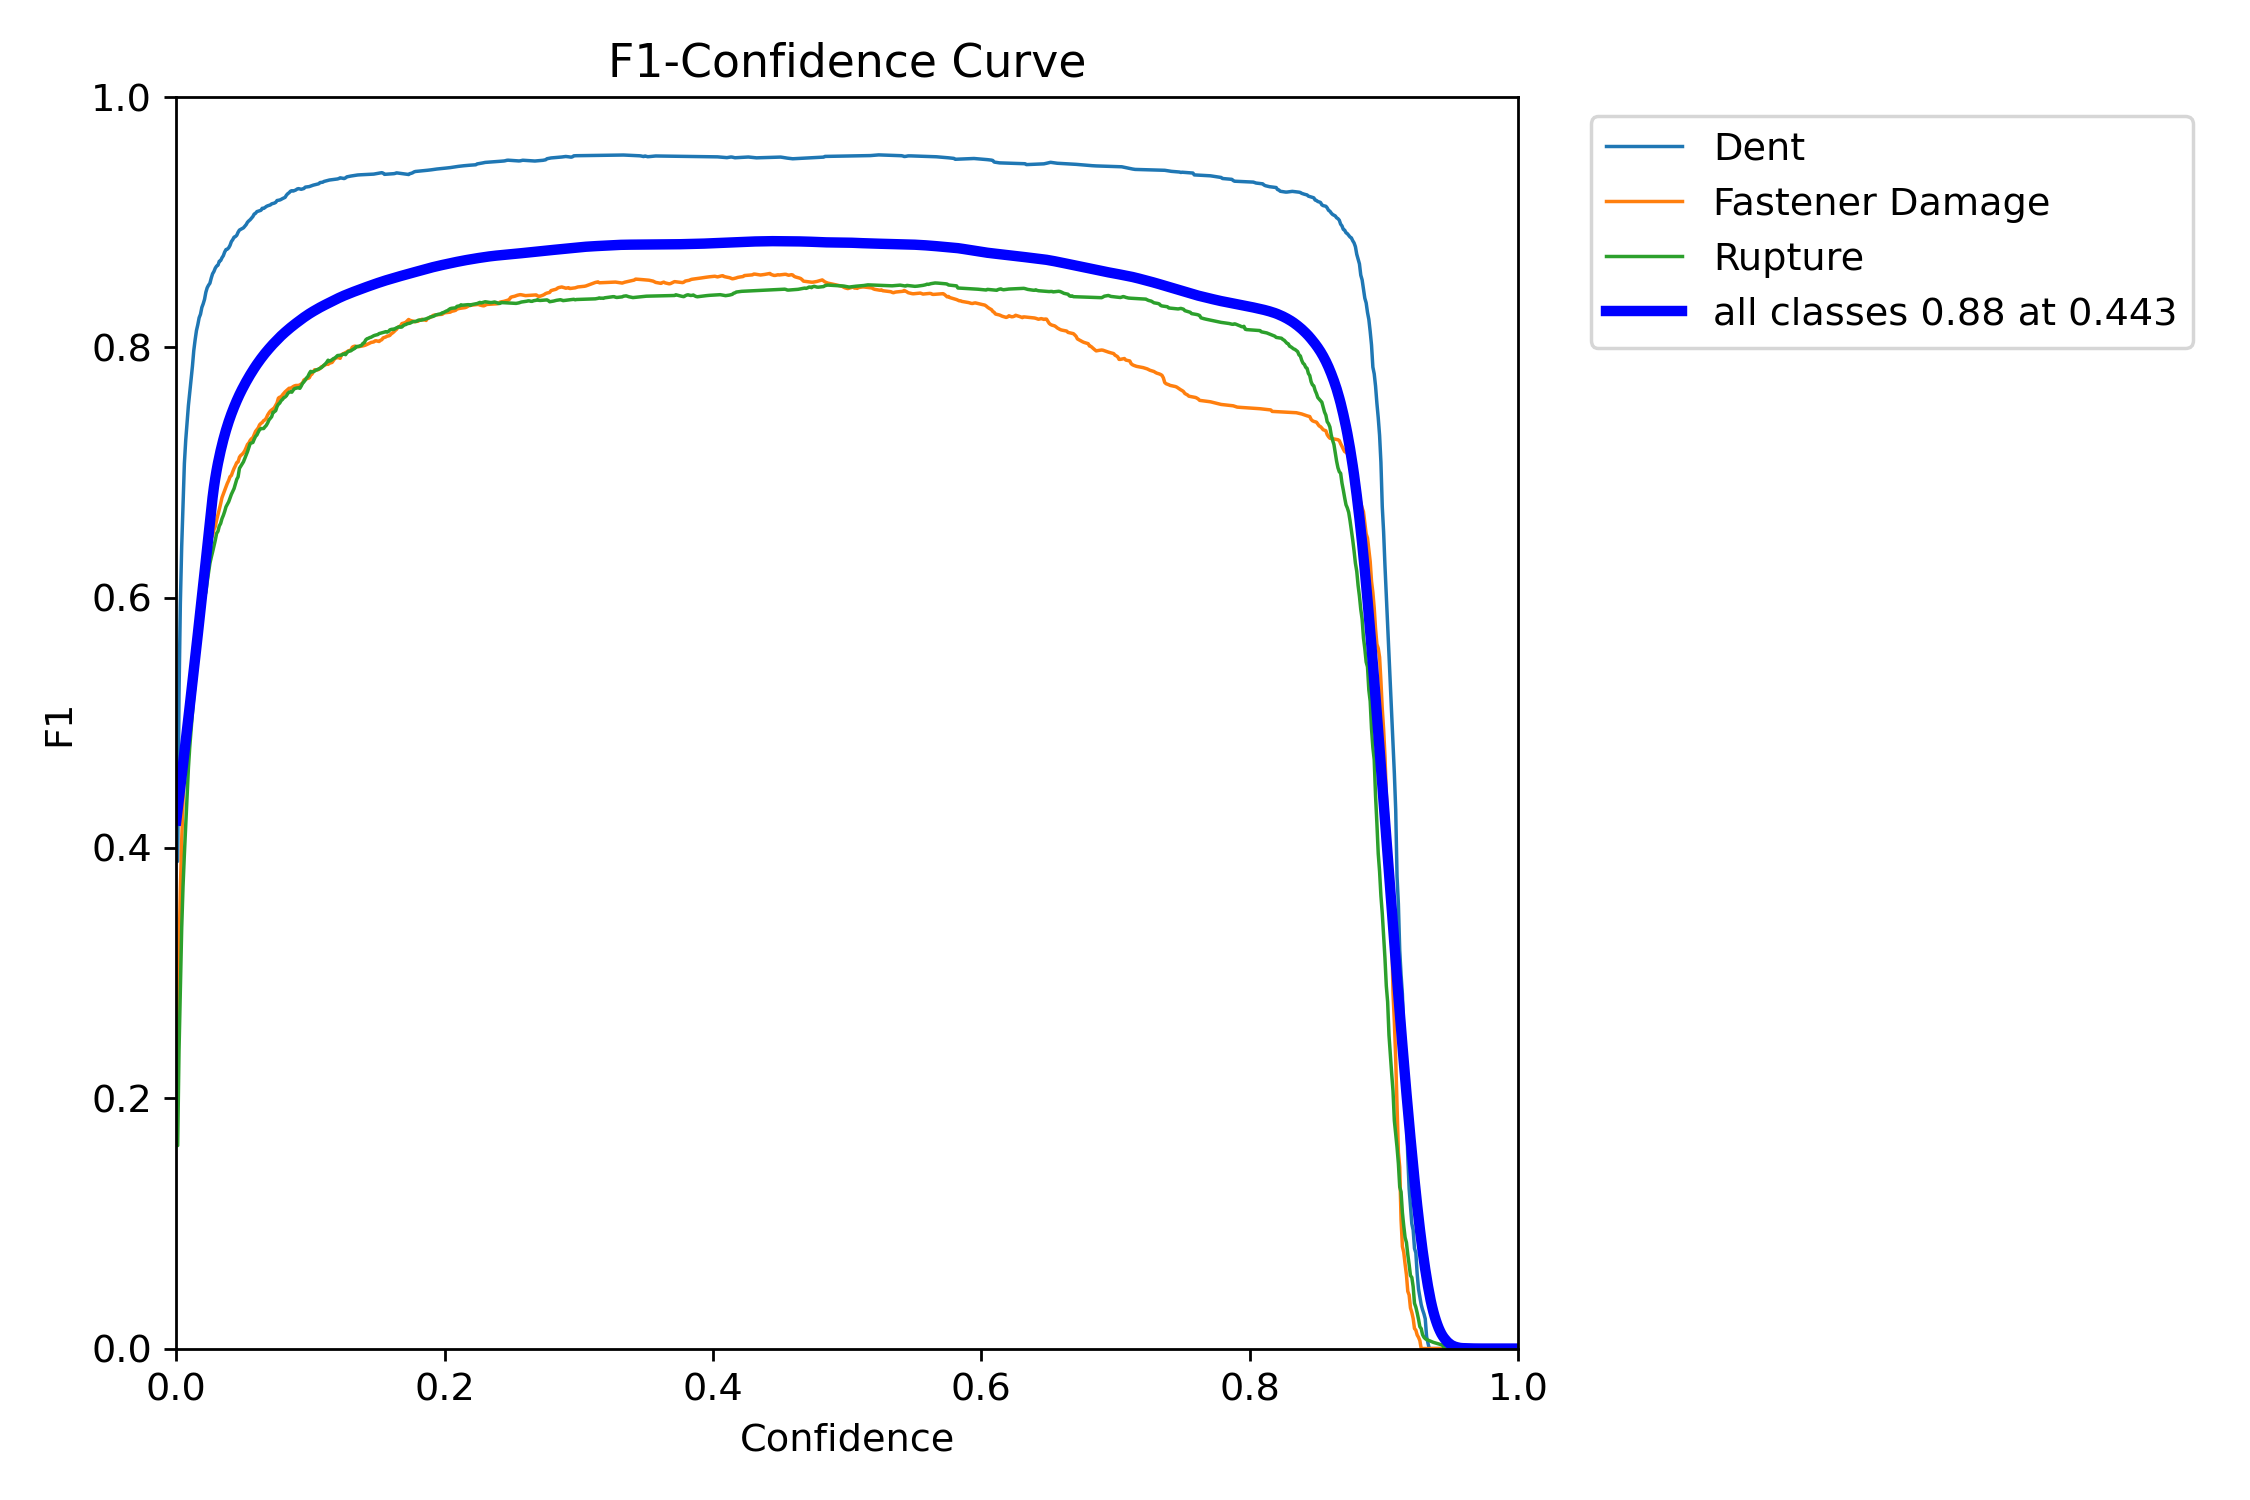 F1-Confidence Curve
1.0
0.8
0.6
0.4
0.2
0.0
F1
0.0 0.2 0.4 0.6 0.8 1.0
Confidence
Dent
Fastener Damage
Rupture
all classes 0.88 at 0.443